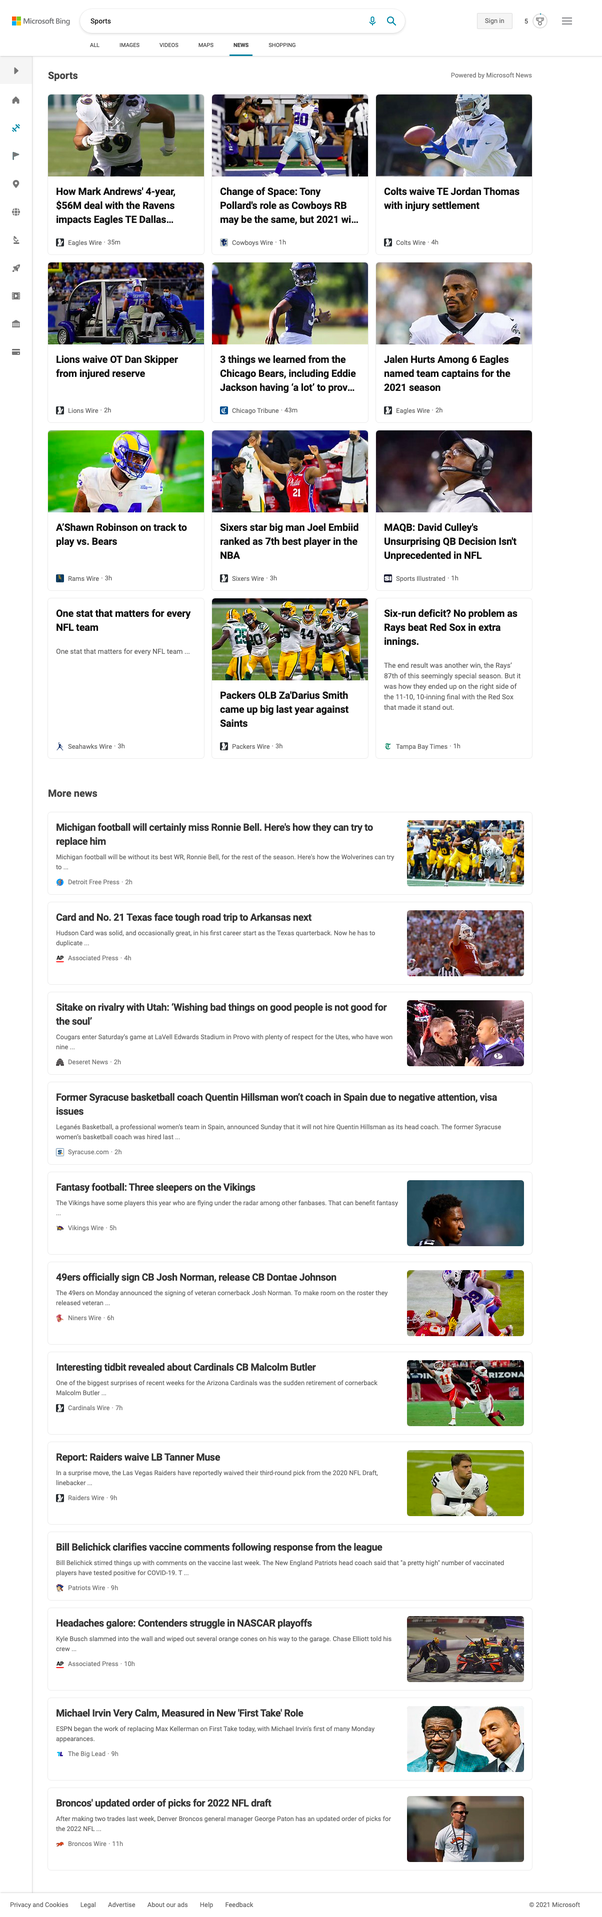 Microsoft Bing
Sports
Sign in
5
ALL IMAGES VIDEOS MAPS NEWS SHOPPING
Sports
Powered by Microsoft News
How Mark Andrews' 4-year,
$56M deal with the Ravens
impacts Eagles TE Dallas...
Eagles Wire · 35m
Change of Space: Tony
Pollard's role as Cowboys RB
may be the same, but 2021 wi...
Cowboys Wire · 1h
Colts waive TE Jordan Thomas
with injury settlement
Colts Wire · 4h
Lions waive OT Dan Skipper
from injured reserve
Lions Wire · 2h
3 things we learned from the
Chicago Bears, including Eddie
Jackson having ‘a lot’ to prov...
Chicago Tribune · 43m
Jalen Hurts Among 6 Eagles
named team captains for the
2021 season
Eagles Wire · 2h
A'Shawn Robinson on track to
play vs. Bears
Rams Wire · 3h
Sixers star big man Joel Embiid
ranked as 7th best player in the
NBA
Sixers Wire · 3h
MAQB: David Culley's
Unsurprising QB Decision Isn't
Unprecedented in NFL
Sports Illustrated · 1h
One stat that matters for every
NFL team
One stat that matters for every NFL team ...
Seahawks Wire · 3h
Packers OLB Za'Darius Smith
came up big last year against
Saints
Packers Wire · 3h
Six-run deficit? No problem as
Rays beat Red Sox in extra
innings.
The end result was another win, the Rays’
87th of this seemingly special season. But it
was how they ended up on the right side of
the 11-10, 10-inning final with the Red Sox
that made it stand out.
Tampa Bay Times · 1h
More news
Michigan football will certainly miss Ronnie Bell. Here's how they can try to
replace him
Michigan football will be without its best WR, Ronnie Bell, for the rest of the season. Here's how the Wolverines can try
to ...
Detroit Free Press · 2h
Card and No. 21 Texas face tough road trip to Arkansas next
Hudson Card was solid, and occasionally great, in his first career start as the Texas quarterback. Now he has to
duplicate ...
AP Associated Press · 4h
Sitake on rivalry with Utah: ‘Wishing bad things on good people is not good for
the soul’
Cougars enter Saturday's game at LaVell Edwards Stadium in Provo with plenty of respect for the Utes, who have won
nine ...
Deseret News · 2h
Former Syracuse basketball coach Quentin Hillsman won’t coach in Spain due to negative attention, visa
issues
Leganés Basketball, a professional women’s team in Spain, announced Sunday that it will not hire Quentin Hillsman as its head coach. The former Syracuse
women’s basketball coach was hired last ...
Syracuse.com · 2h
Fantasy football: Three sleepers on the Vikings
The Vikings have some players this year who are flying under the radar among other fanbases. That can benefit fantasy
...
Vikings Wire · 5h
49ers officially sign CB Josh Norman, release CB Dontae Johnson
The 49ers on Monday announced the signing of veteran cornerback Josh Norman. To make room on the roster they
released veteran ...
Niners Wire · 6h
Interesting tidbit revealed about Cardinals CB Malcolm Butler
One of the biggest surprises of recent weeks for the Arizona Cardinals was the sudden retirement of cornerback
Malcolm Butler ...
Cardinals Wire · 7h
Report: Raiders waive LB Tanner Muse
In a surprise move, the Las Vegas Raiders have reportedly waived their third-round pick from the 2020 NFL Draft,
linebacker ...
Raiders Wire · 9h
Bill Belichick clarifies vaccine comments following response from the league
Bill Belichick stirred things up with comments on the vaccine last week. The New England Patriots head coach said that "a pretty high" number of vaccinated
players have tested positive for COVID-19. T ...
Patriots Wire · 9h
Headaches galore: Contenders struggle in NASCAR playoffs
Kyle Busch slammed into the wall and wiped out several orange cones on his way to the garage. Chase Elliott told his
crew ...
AP Associated Press · 10h
Michael Irvin Very Calm, Measured in New 'First Take' Role
ESPN began the work of replacing Max Kellerman on First Take today, with Michael Irvin's first of many Monday
appearances.
The Big Lead · 9h
Broncos' updated order of picks for 2022 NFL draft
After making two trades last week, Denver Broncos general manager George Paton has an updated order of picks for
the 2022 NFL ...
Broncos Wire · 11h
Privacy and Cookies Legal Advertise About our ads Help Feedback © 2021 Microsoft